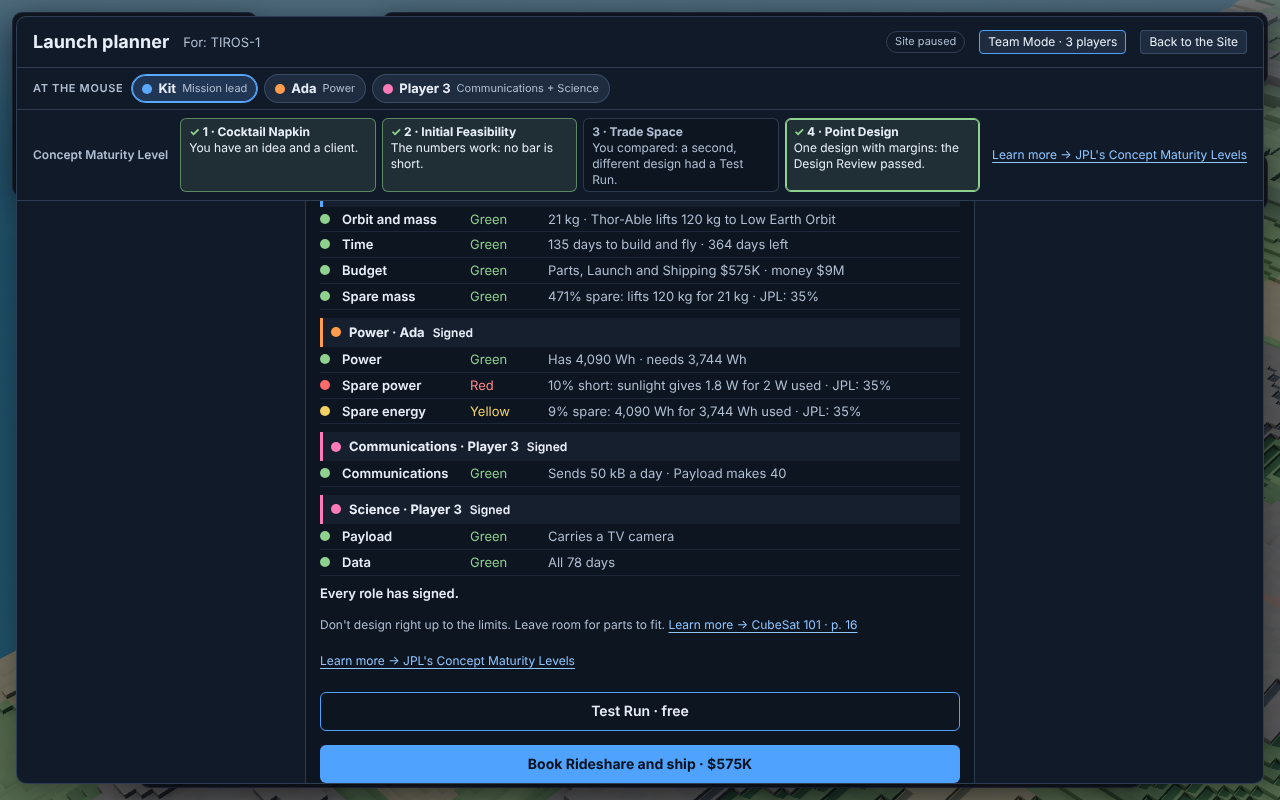 Launch planner For: TIROS-1 Site paused Team Mode · 3 players Back to the Site
AT THE MOUSE Kit Mission lead Ada Power Player 3 Communications + Science
Concept Maturity Level
✓ 1 · Cocktail Napkin
You have an idea and a client.
✓ 2 · Initial Feasibility
The numbers work: no bar is
short.
3 · Trade Space
You compared: a second,
different design had a Test
Run.
✓ 4 · Point Design
One design with margins: the
Design Review passed.
Learn more → JPL's Concept Maturity Levels
Orbit and mass Green 21 kg · Thor-Able lifts 120 kg to Low Earth Orbit
Time Green 135 days to build and fly · 364 days left
Budget Green Parts, Launch and Shipping $575K · money $9M
Spare mass Green 471% spare: lifts 120 kg for 21 kg · JPL: 35%
Power · Ada Signed
Power Green Has 4,090 Wh · needs 3,744 Wh
Spare power Red 10% short: sunlight gives 1.8 W for 2 W used · JPL: 35%
Spare energy Yellow 9% spare: 4,090 Wh for 3,744 Wh used · JPL: 35%
Communications · Player 3 Signed
Communications Green Sends 50 kB a day · Payload makes 40
Science · Player 3 Signed
Payload Green Carries a TV camera
Data Green All 78 days
Every role has signed.
Don't design right up to the limits. Leave room for parts to fit. Learn more → CubeSat 101 · p. 16
Learn more → JPL's Concept Maturity Levels
Test Run · free
Book Rideshare and ship · $575K